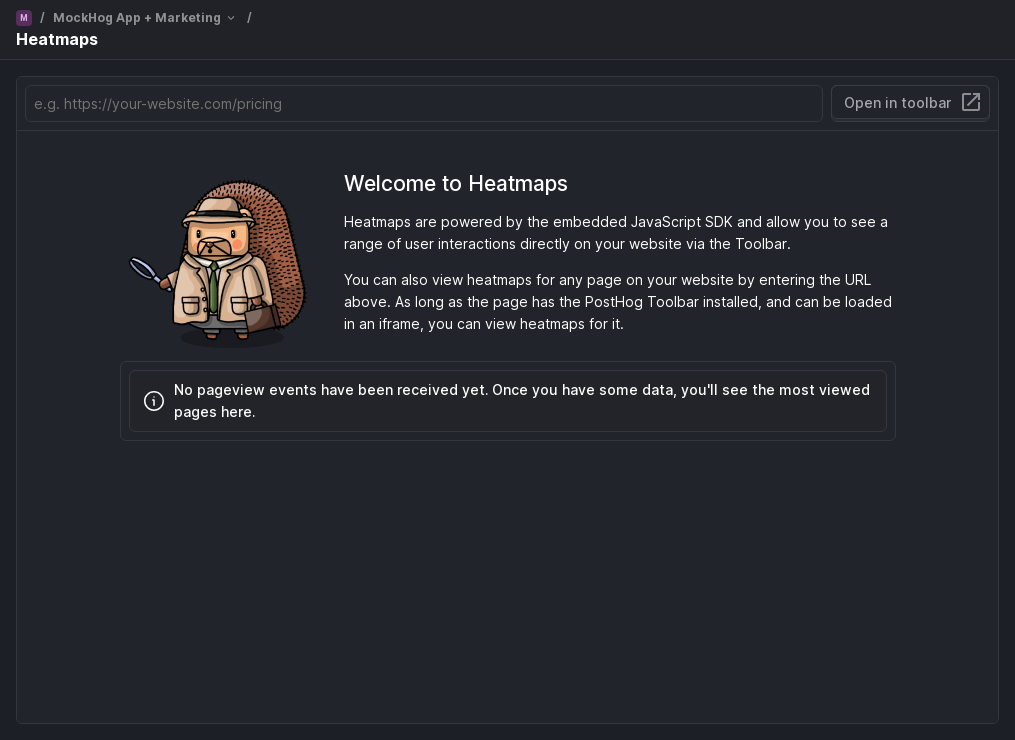 M / MockHog App + Marketing /
Heatmaps
e.g. https://your-website.com/pricing
Open in toolbar
Welcome to Heatmaps
Heatmaps are powered by the embedded JavaScript SDK and allow you to see a
range of user interactions directly on your website via the Toolbar.
You can also view heatmaps for any page on your website by entering the URL
above. As long as the page has the PostHog Toolbar installed, and can be loaded
in an iframe, you can view heatmaps for it.
No pageview events have been received yet. Once you have some data, you'll see the most viewed
pages here.